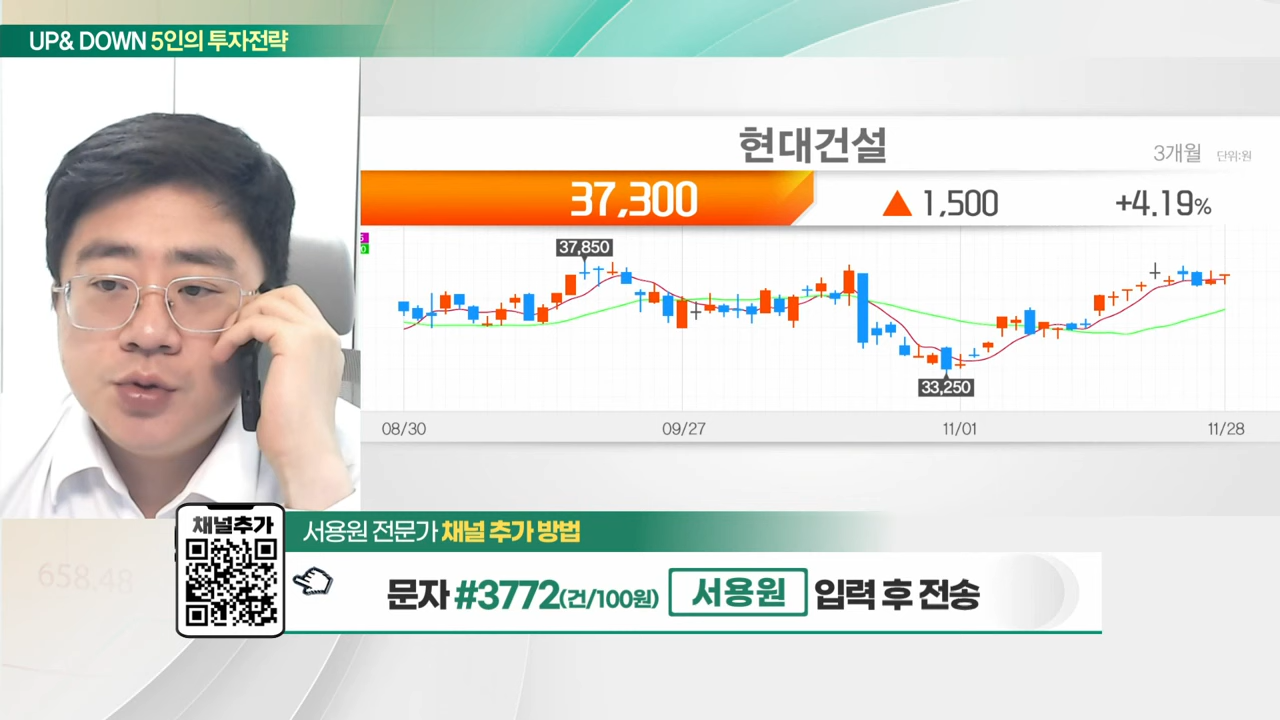 UP& DOWN 5인의 투자전략
현대건설
3개월 단위:원
37,300 ▲ 1,500 +4.19%
37,850
33,250
08/30 09/27 11/01 11/28
658.48
채널추가
서용원 전문가 채널 추가 방법
문자 #3772(건/100원) 서용원 입력 후 전송